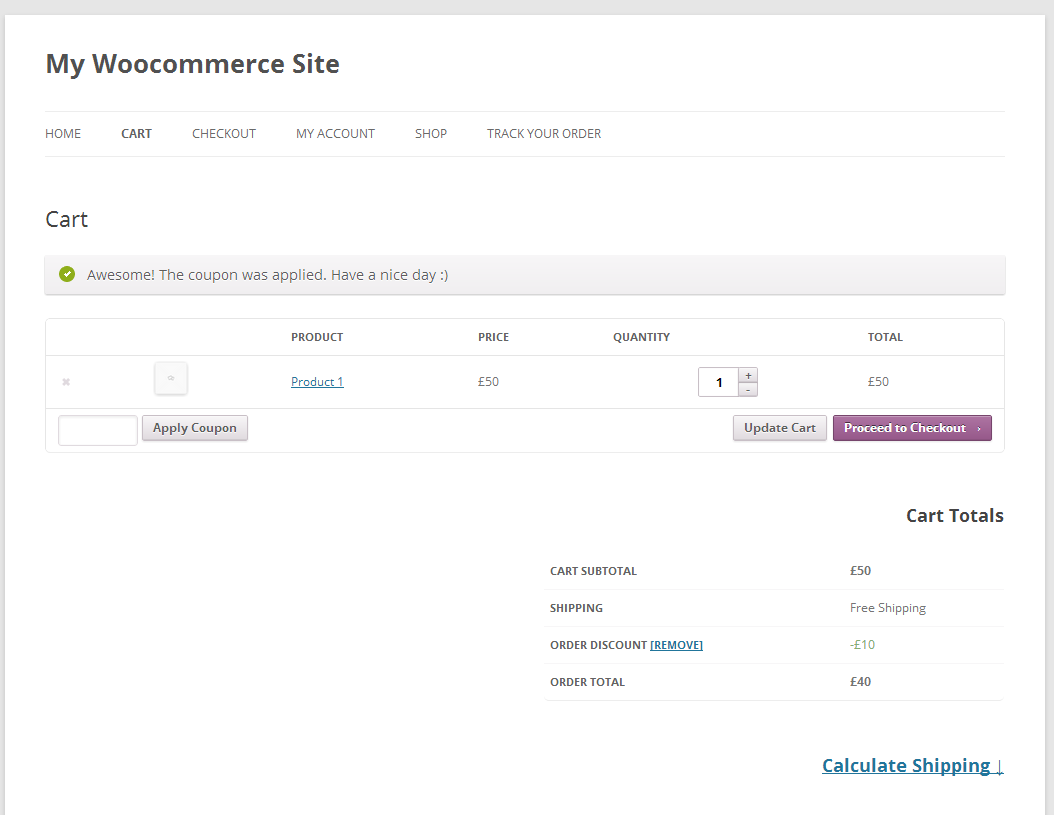 My Woocommerce Site
HOME CART CHECKOUT MY ACCOUNT SHOP TRACK YOUR ORDER
Cart
Awesome! The coupon was applied. Have a nice day :)
PRODUCT PRICE QUANTITY TOTAL
✖ Product 1 £50 1 + - £50
Apply Coupon Update Cart Proceed to Checkout ›
Cart Totals
CART SUBTOTAL £50
SHIPPING Free Shipping
ORDER DISCOUNT [REMOVE] -£10
ORDER TOTAL £40
Calculate Shipping ↓